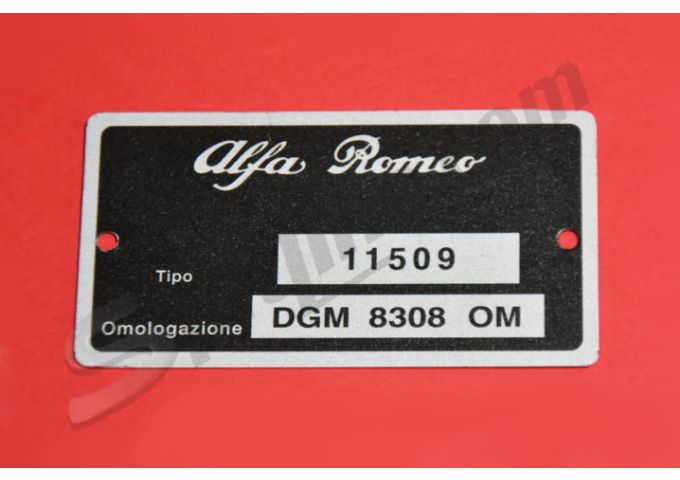 Alfa Romeo
Tipo 11509
Omologazione DGM 8308 OM